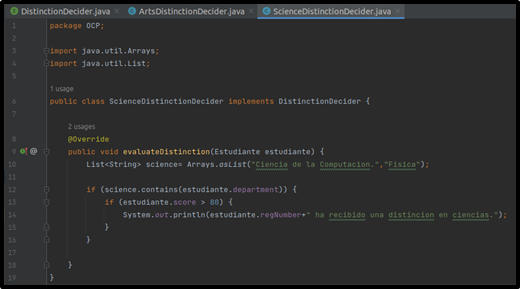 DistinctionDecider.java × ArtsDistinctionDecider.java × ScienceDistinctionDecider.java ×
1 package OCP;
2
3 import java.util.Arrays;
4 import java.util.List;
5
1 usage
6 public class ScienceDistinctionDecider implements DistinctionDecider {
7
2 usages
8 @Override
9 @ public void evaluateDistinction(Estudiante estudiante) {
10 List<String> science= Arrays.asList("Ciencia de la Computacion.","Fisica");
11
12 if (science.contains(estudiante.department)) {
13 if (estudiante.score > 80) {
14 System.out.println(estudiante.regNumber+" ha recibido una distincion en ciencias.");
15 }
16 }
17
18 }
19 }